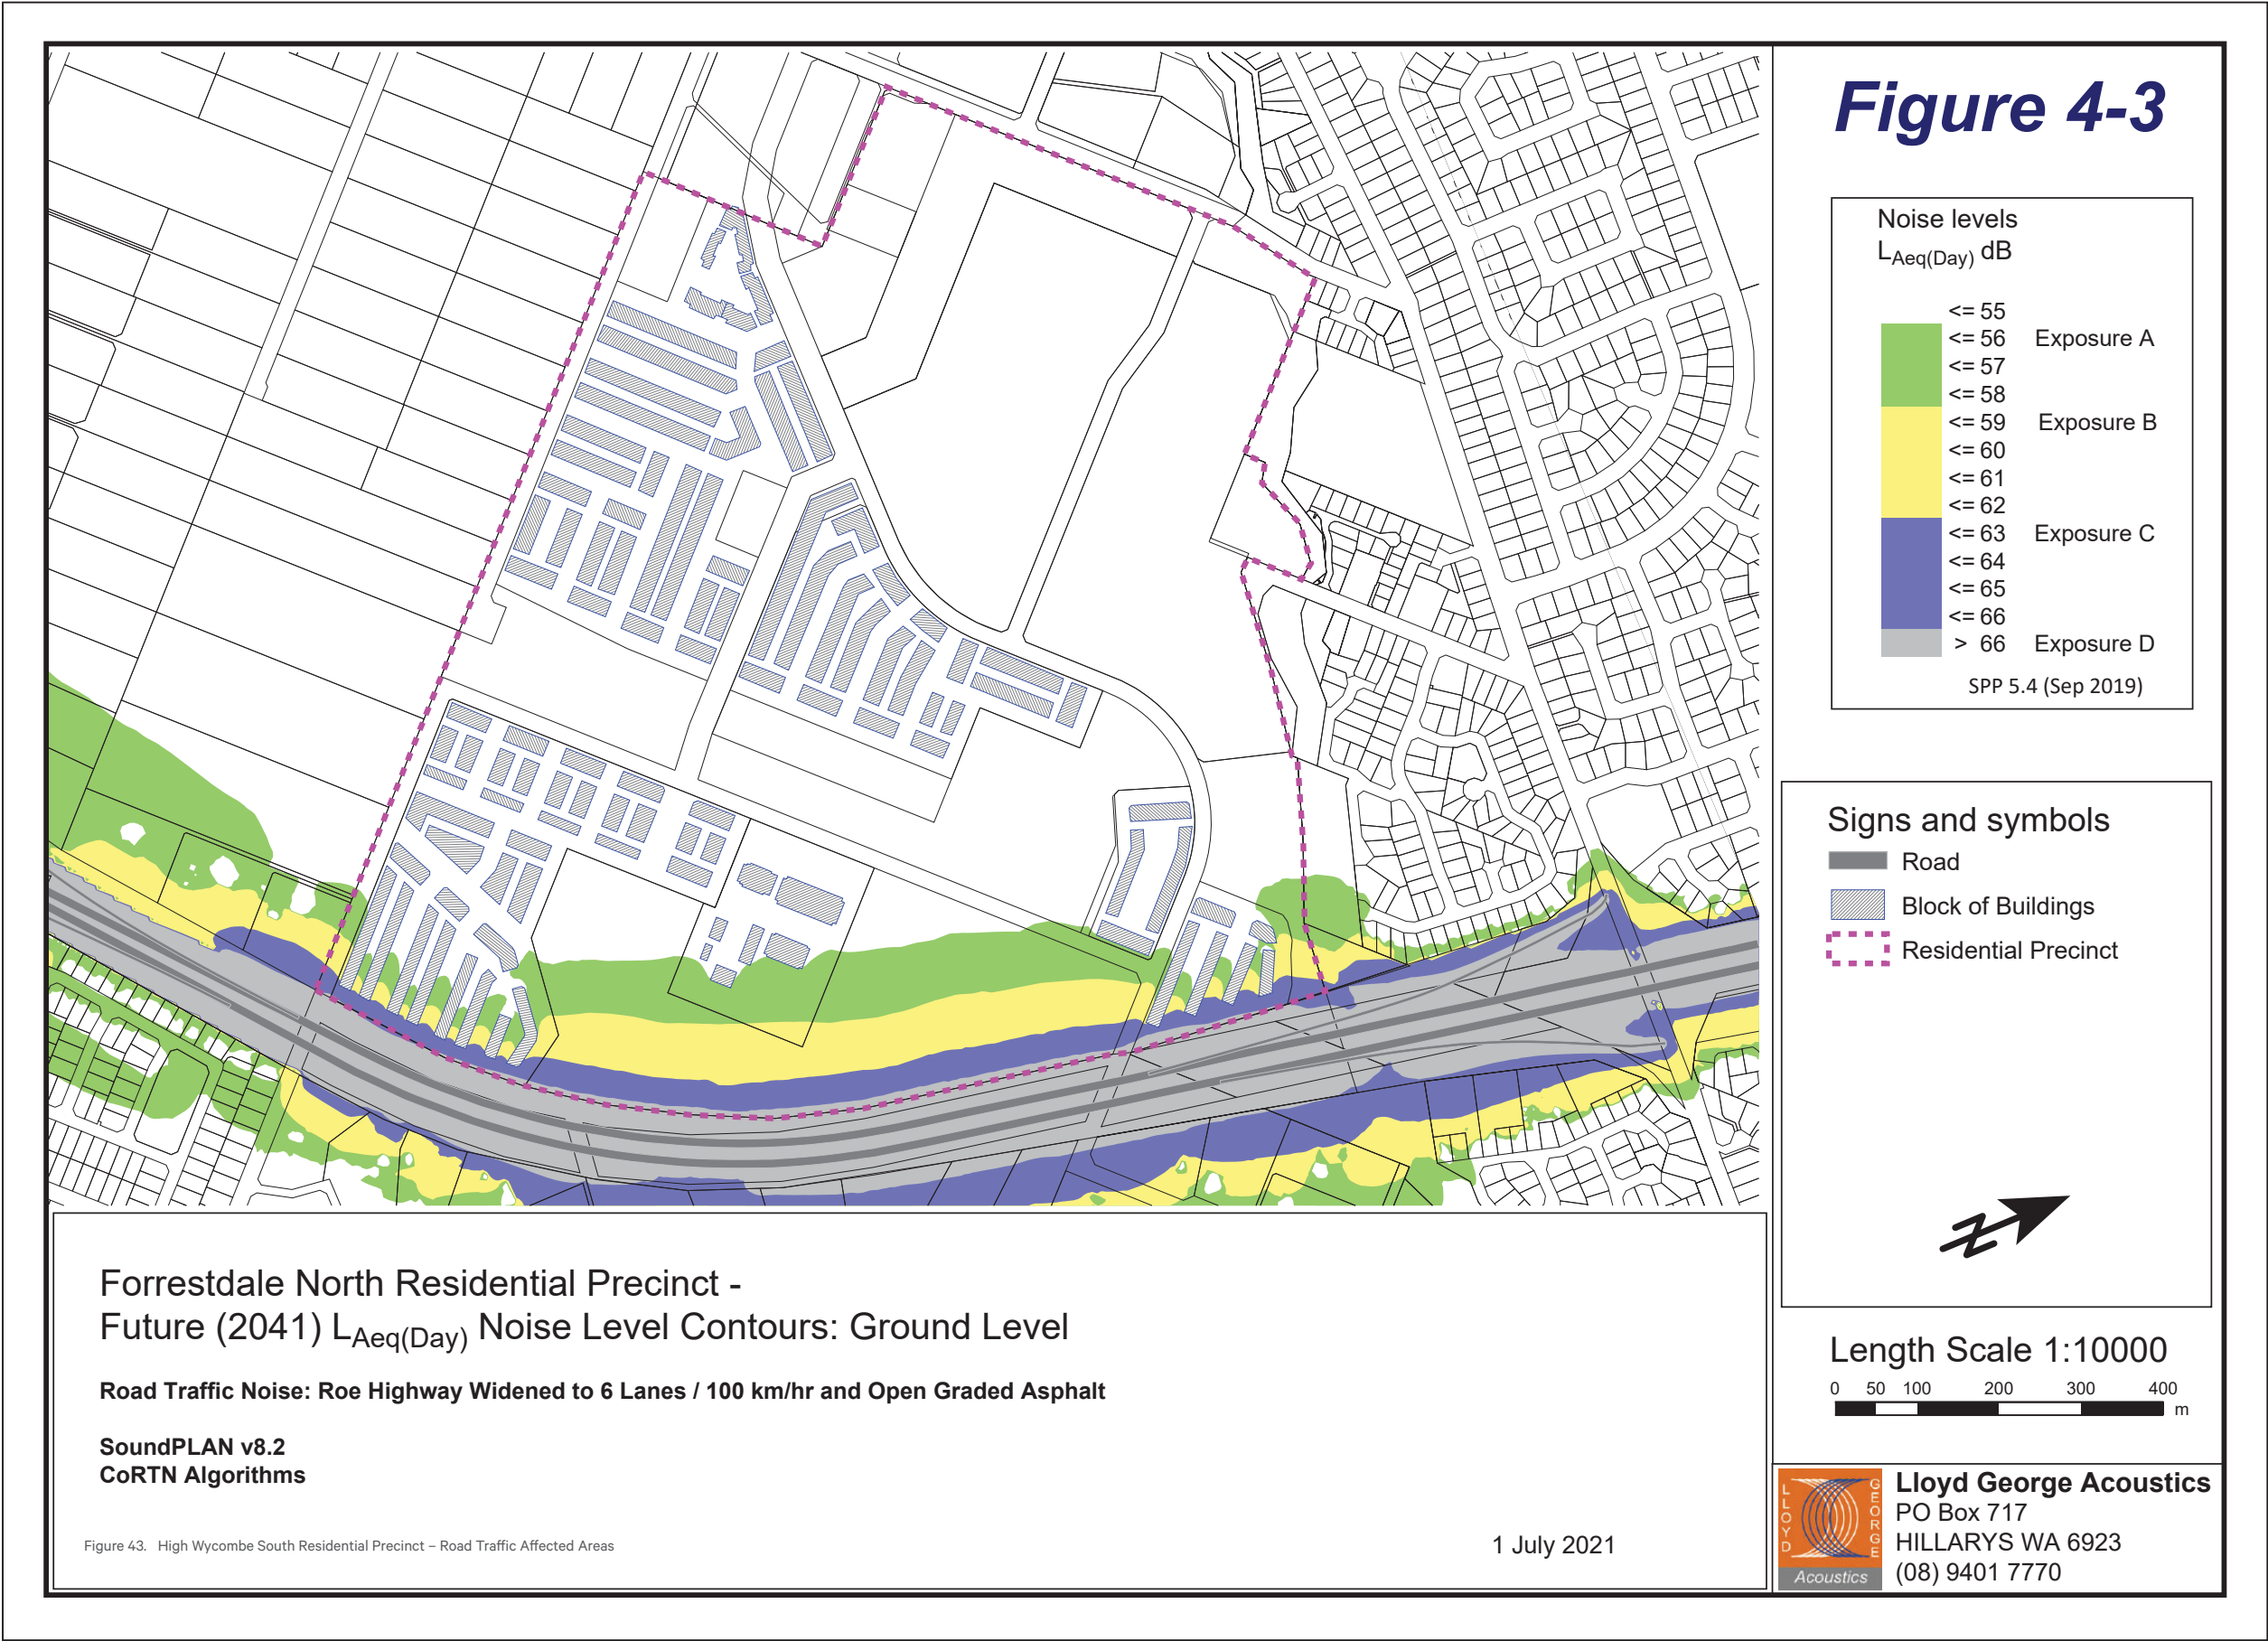 Figure 4-3
Noise levels
LAeq(Day) dB
<= 55
<= 56 Exposure A
<= 57
<= 58
<= 59 Exposure B
<= 60
<= 61
<= 62
<= 63 Exposure C
<= 64
<= 65
<= 66
> 66 Exposure D
SPP 5.4 (Sep 2019)
Signs and symbols
Road
Block of Buildings
Residential Precinct
Length Scale 1:10000
0 50 100 200 300 400
m
Forrestdale North Residential Precinct -
Future (2041) LAeq(Day) Noise Level Contours: Ground Level
Road Traffic Noise: Roe Highway Widened to 6 Lanes / 100 km/hr and Open Graded Asphalt
SoundPLAN v8.2
CoRTN Algorithms
Figure 43. High Wycombe South Residential Precinct – Road Traffic Affected Areas
1 July 2021
LLOYD
GEORGE
Acoustics
Lloyd George Acoustics
PO Box 717
HILLARYS WA 6923
(08) 9401 7770